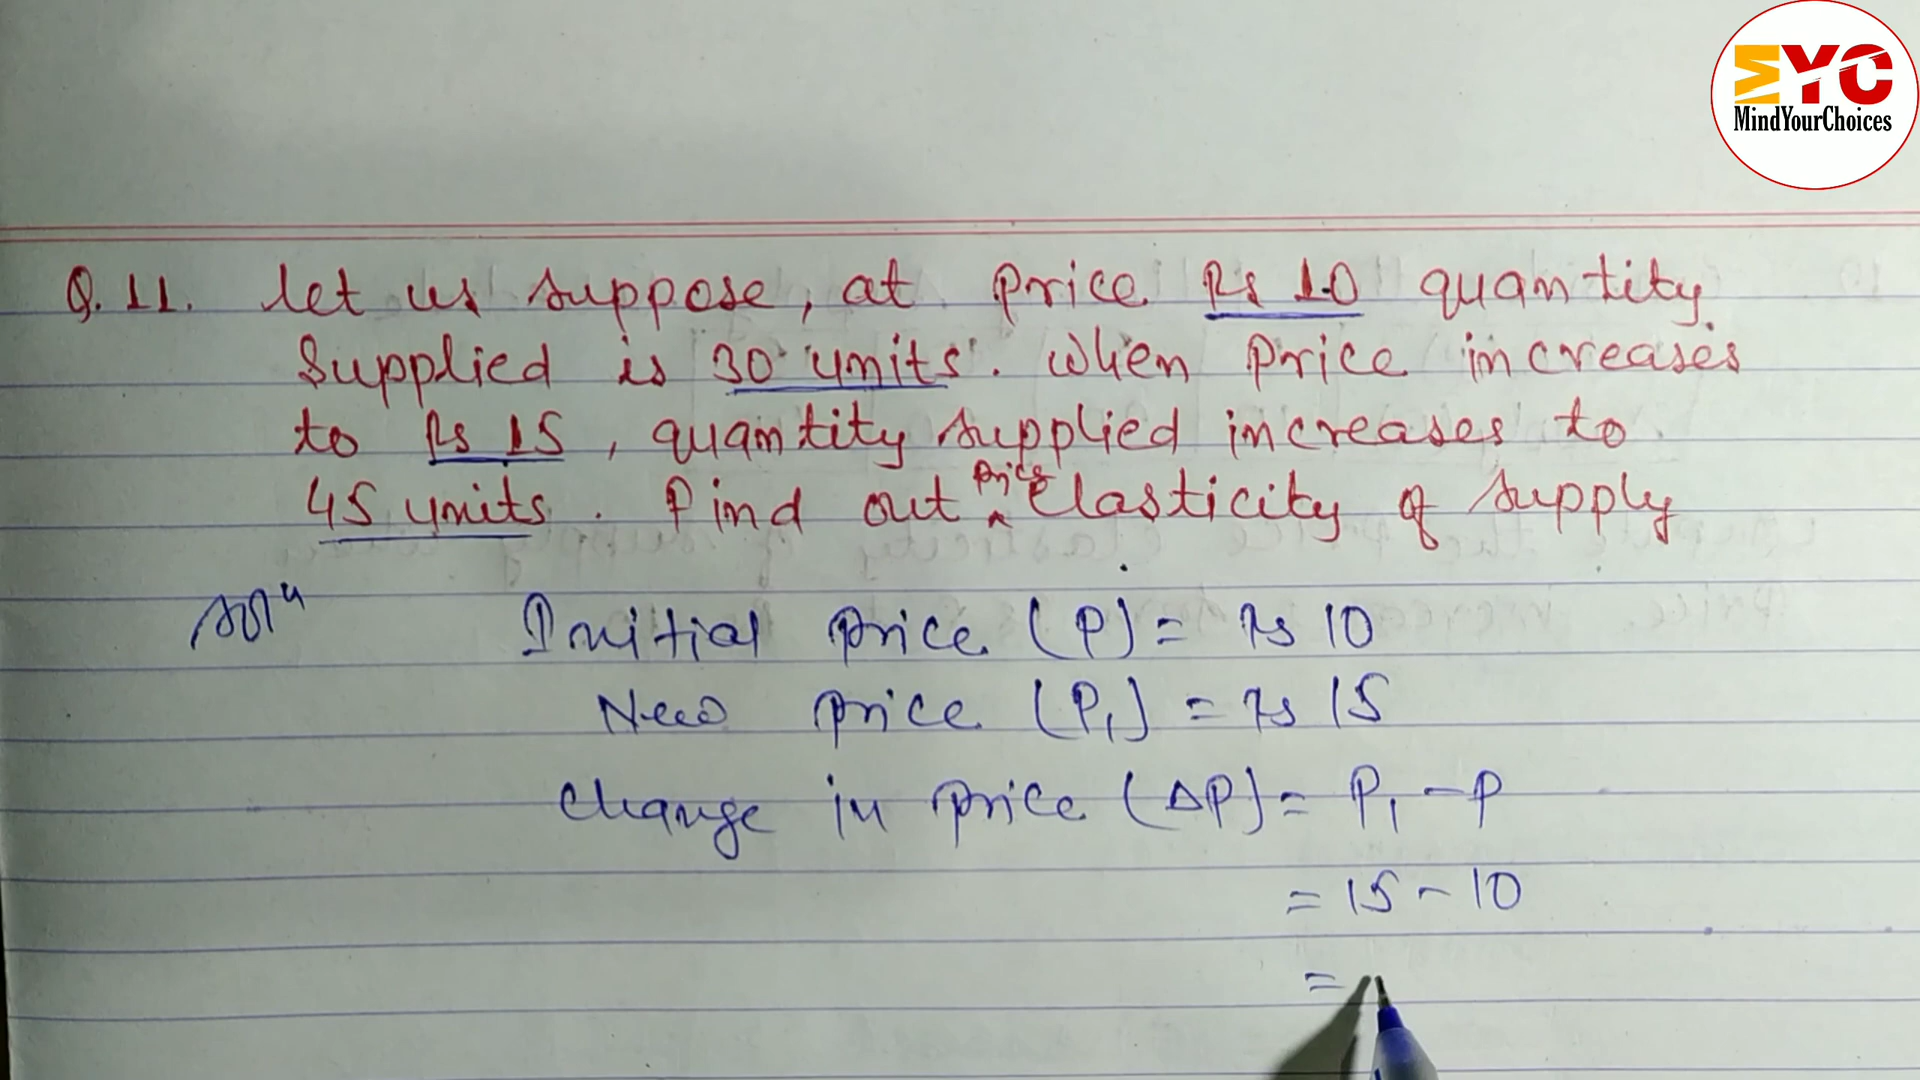 MYC
MindYourChoices
Q.11. Let us suppose, at price Rs 10 quantity
supplied is 30 units. When price increases
to Rs 15, quantity supplied increases to
45 units. Find out price elasticity of supply
Solⁿ Initial price (P) = Rs 10
New price (P₁) = Rs 15
Change in price (ΔP) = P₁ - P
= 15 - 10
=